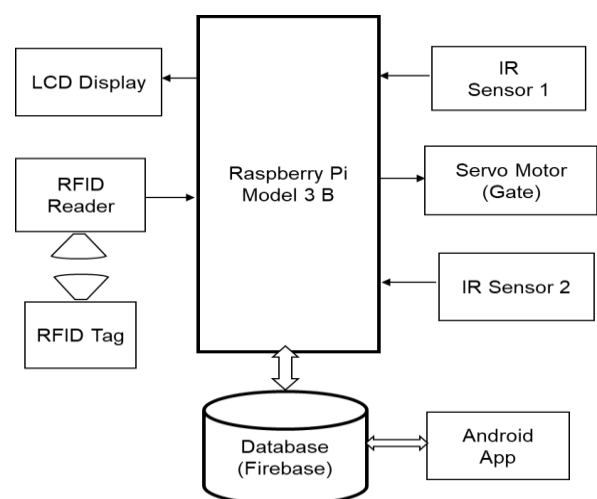 LCD Display
IR
Sensor 1
RFID
Reader
Raspberry Pi
Model 3 B
Servo Motor
(Gate)
RFID Tag
IR Sensor 2
Database
(Firebase)
Android
App